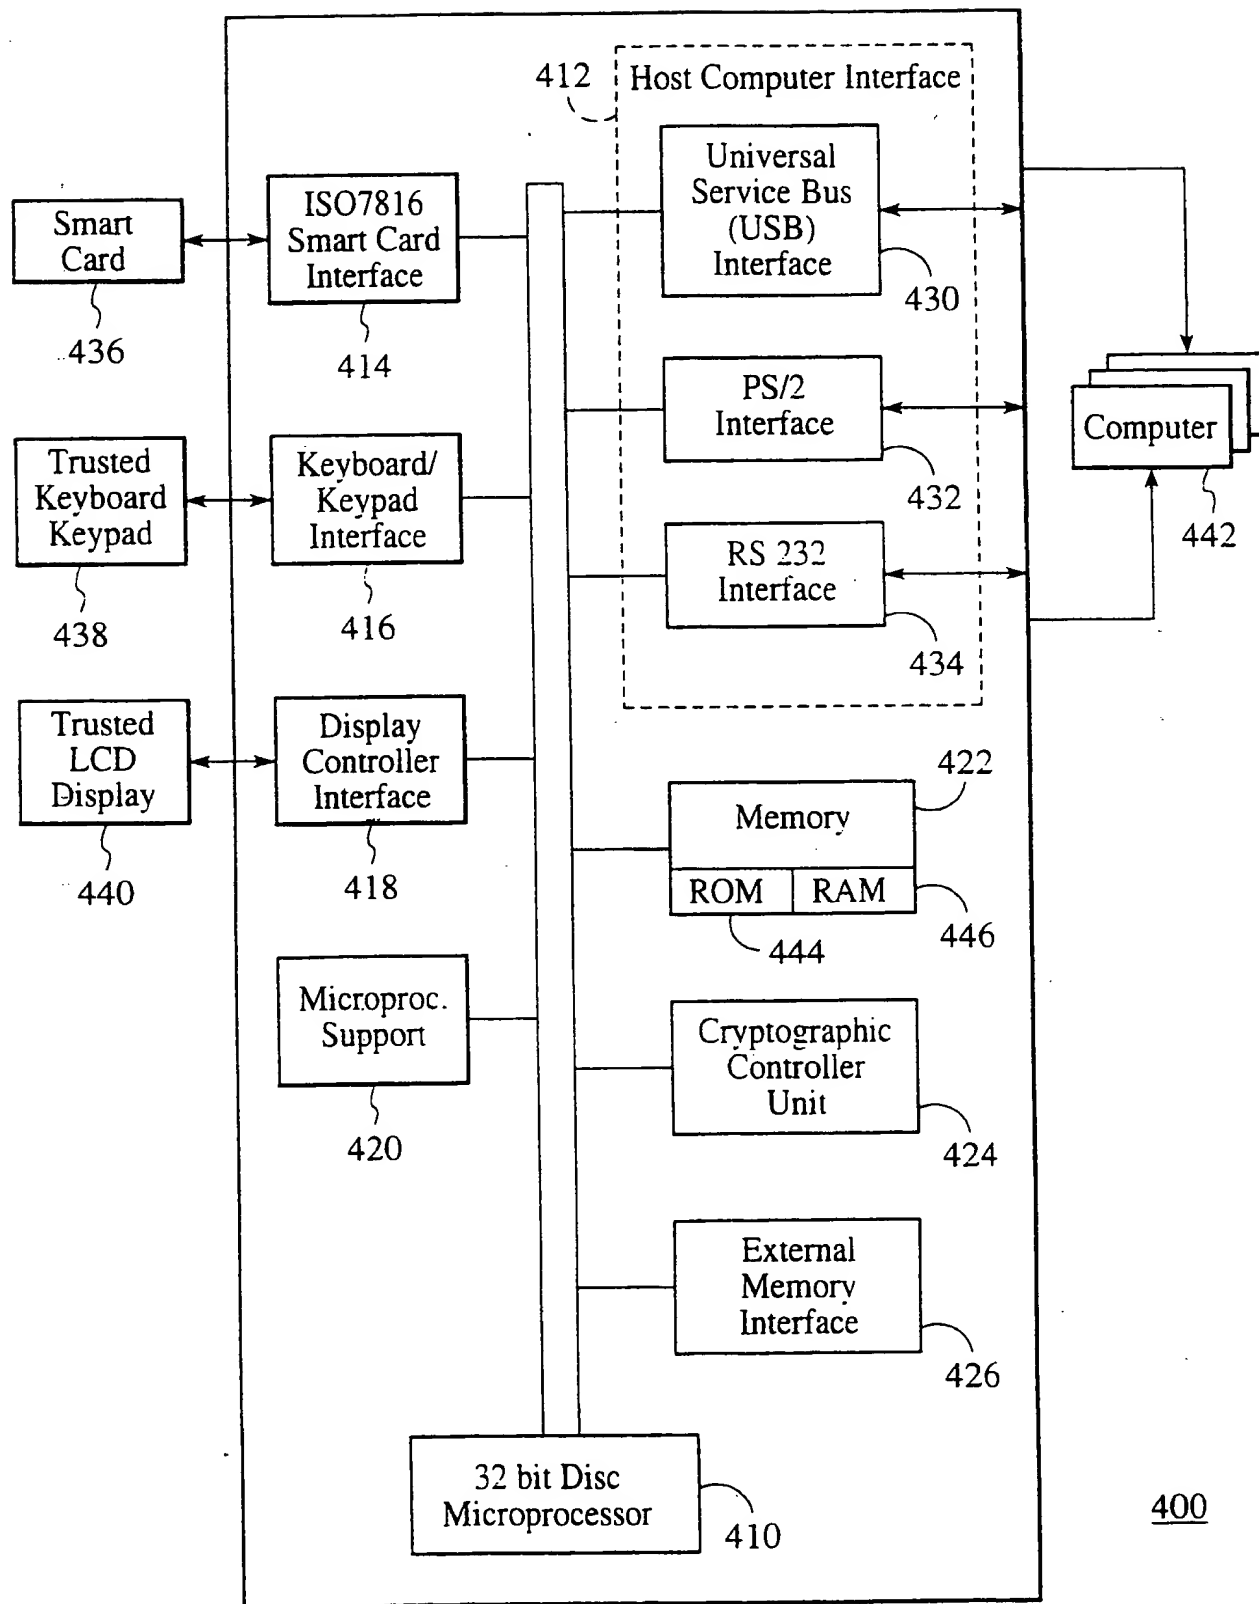 412
Host Computer Interface
Universal
Service Bus
(USB)
Interface
430
ISO7816
Smart Card
Interface
414
Smart
Card
436
PS/2
Interface
432
Computer
442
Trusted
Keyboard
Keypad
438
Keyboard/
Keypad
Interface
416
RS 232
Interface
434
Trusted
LCD
Display
440
Display
Controller
Interface
418
Memory
422
ROM
RAM
444
446
Microproc.
Support
420
Cryptographic
Controller
Unit
424
External
Memory
Interface
426
32 bit Disc
Microprocessor
410
400